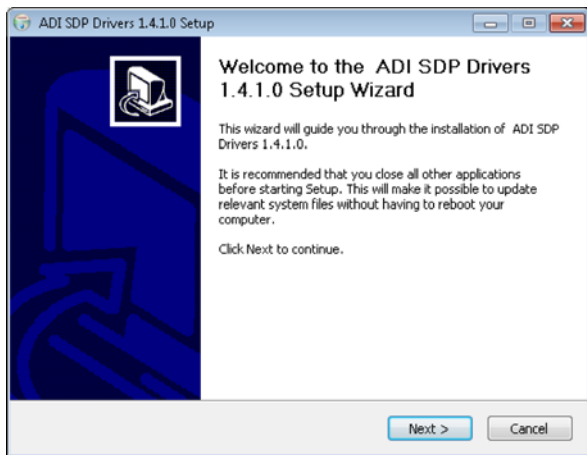 ADI SDP Drivers 1.4.1.0 Setup
Welcome to the ADI SDP Drivers
1.4.1.0 Setup Wizard
This wizard will guide you through the installation of ADI SDP
Drivers 1.4.1.0.
It is recommended that you close all other applications
before starting Setup. This will make it possible to update
relevant system files without having to reboot your
computer.
Click Next to continue.
Next >
Cancel